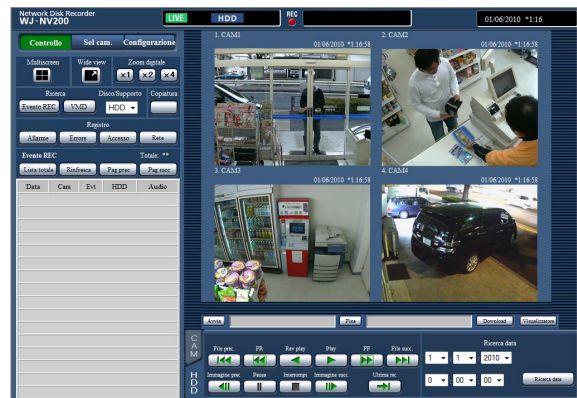 Network Disk Recorder
WJ-NV200
LIVE HDD REC 01/06/2010 *1:16
Controllo Sel cam. Configurazione
Multiscreen Wide view Zoom digitale
x1 x2 x4
Ricerca Disco/Supporto Copiatura
Evento REC VMD HDD
Registro
Allarme Errore Accesso Rete
Evento REC Totale: **
Lista totale Rinfresca Pag prec Pag succ
Data Cam Evt HDD Audio
1. CAM1
01/06/2010 *1:16:58
2. CAM2
01/06/2010 *1:16:58
3. CAM3
01/06/2010 *1:16:58
4. CAM4
01/06/2010 *1:16:58
Avvia Fine Download Visualizzatore
CAM
HDD
File prec. FR Rev play Play FF File succ.
Immagine prec Pausa Interrompi Immagine succ Ultima rec
Ricerca data
1 / 1 / 2010
0 : 00 : 00 Ricerca data